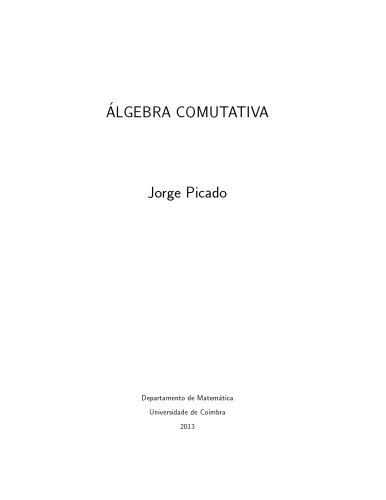 ÁLGEBRA COMUTATIVA
Jorge Picado
Departamento de Matemática
Universidade de Coimbra
2013